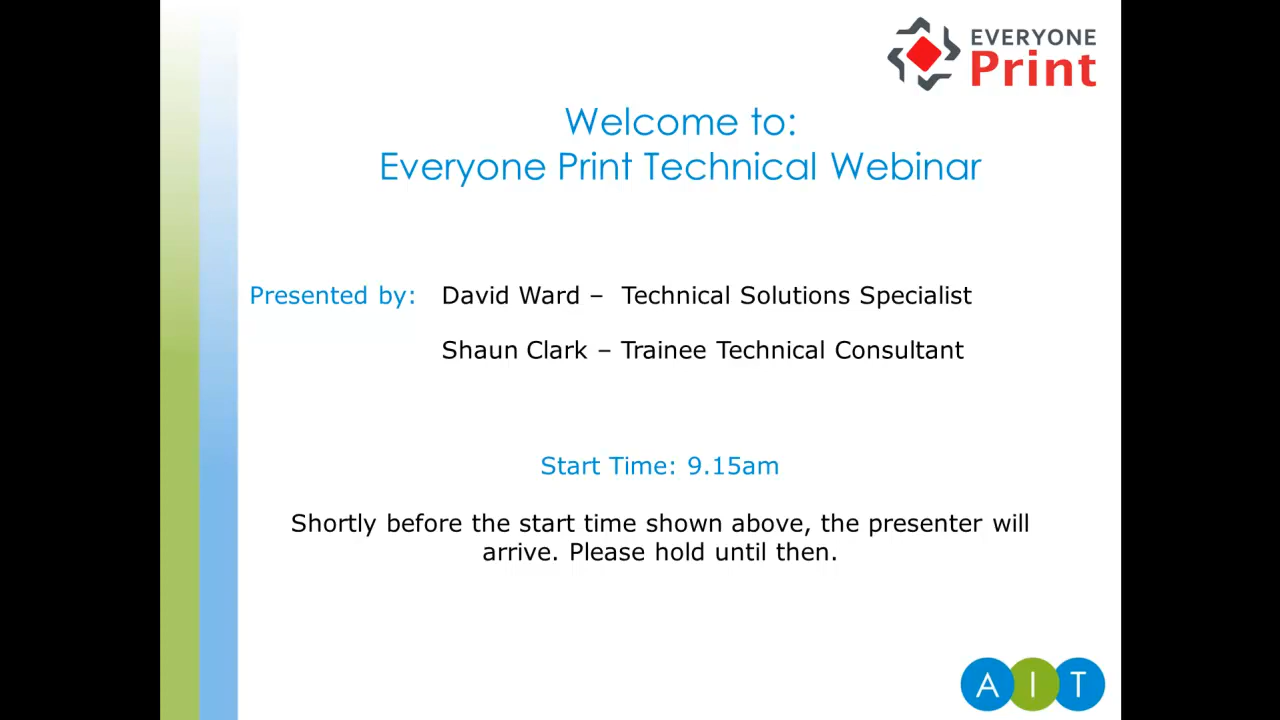 EVERYONE
Print
Welcome to:
Everyone Print Technical Webinar
Presented by: David Ward – Technical Solutions Specialist
Shaun Clark – Trainee Technical Consultant
Start Time: 9.15am
Shortly before the start time shown above, the presenter will
arrive. Please hold until then.
A I T